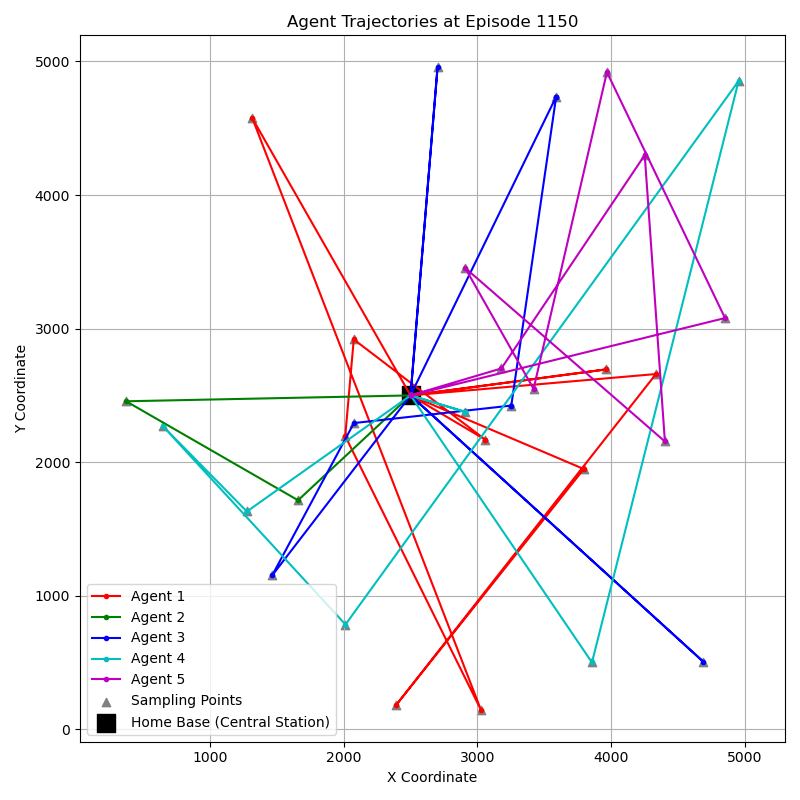 Agent Trajectories at Episode 1150
Y Coordinate
5000
4000
3000
2000
1000
0
Agent 1
Agent 2
Agent 3
Agent 4
Agent 5
Sampling Points
Home Base (Central Station)
1000 2000 3000 4000 5000
X Coordinate